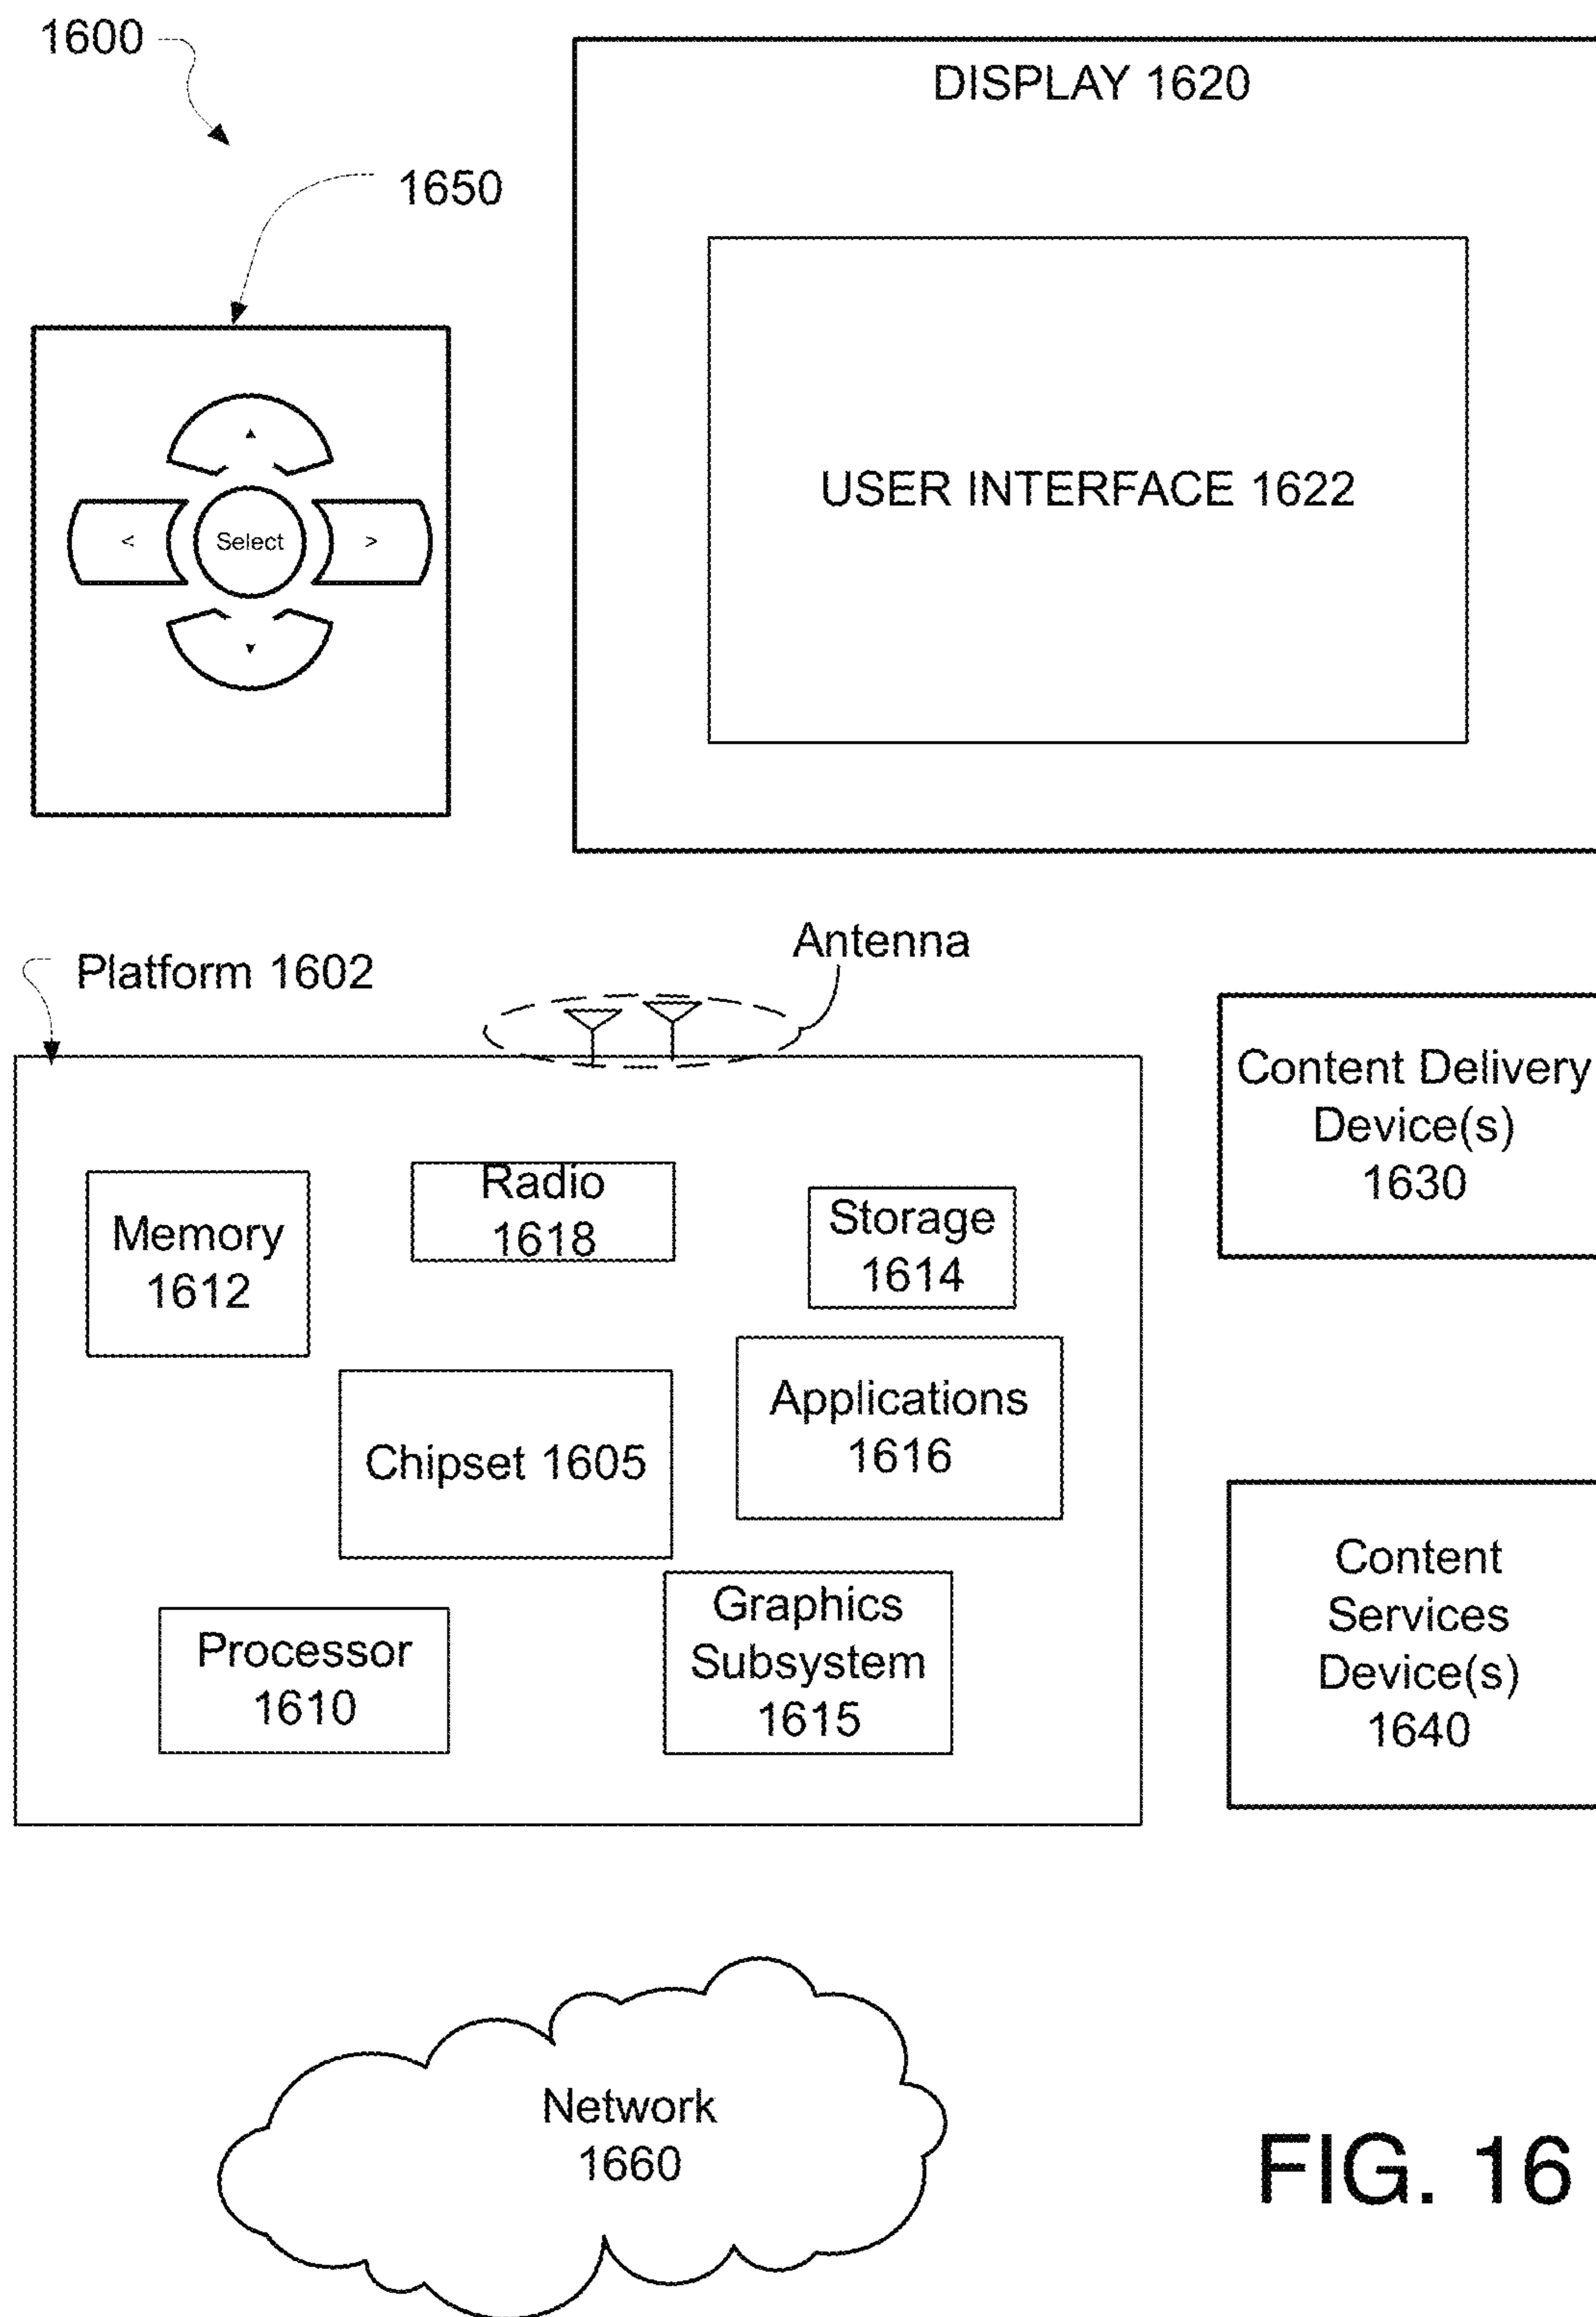 1600
DISPLAY 1620
1650
USER INTERFACE 1622
<
Select
>
Antenna
Platform 1602
Content Delivery
Device(s)
1630
Memory
1612
Radio
1618
Storage
1614
Chipset 1605
Applications
1616
Processor
1610
Graphics
Subsystem
1615
Content
Services
Device(s)
1640
Network
1660
FIG. 16